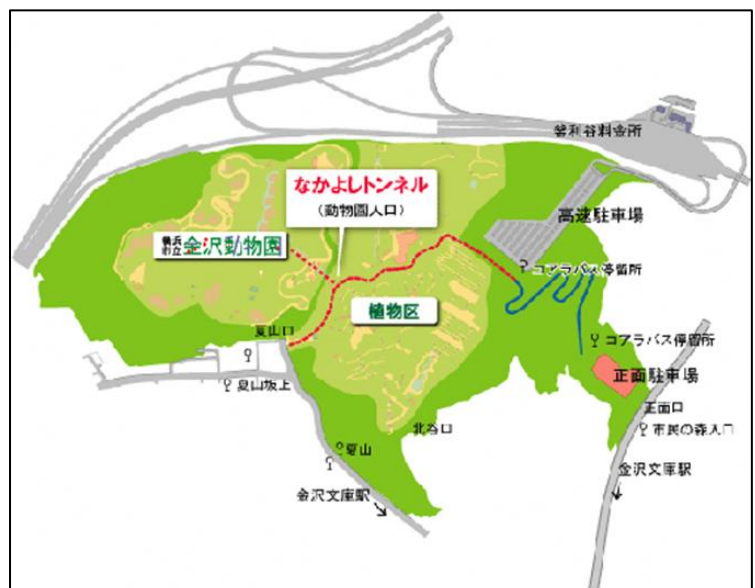 釜利谷料金所
なかよしトンネル
(動物園入口)
高速駐車場
横浜市立 金沢動物園
コアラバス停留所
植物区
夏山口
コアラバス停留所
夏山坂上
正面駐車場
正面口
北谷口
市民の森入口
夏山
金沢文庫駅
金沢文庫駅